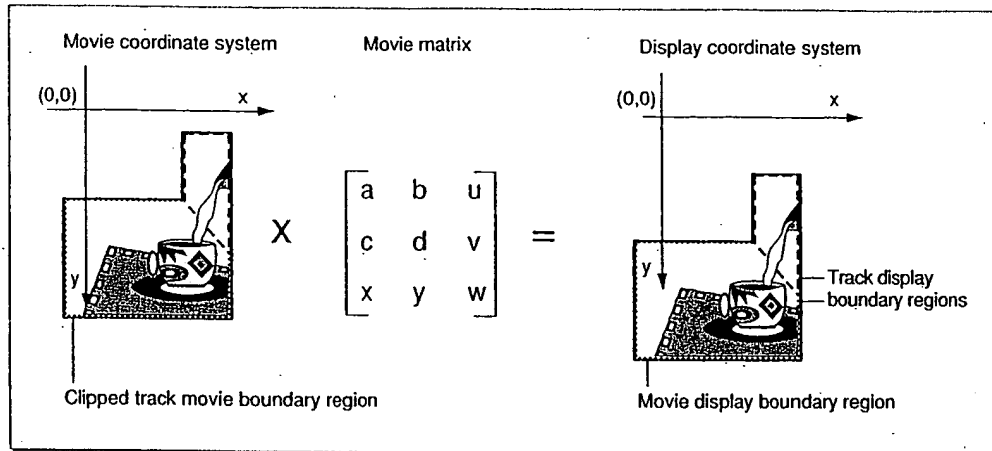 Movie coordinate system
Movie matrix
Display coordinate system
(0,0)
x
(0,0)
x
a b u
X
c d v
=
x y w
y
y
Track display
boundary regions
Clipped track movie boundary region
Movie display boundary region